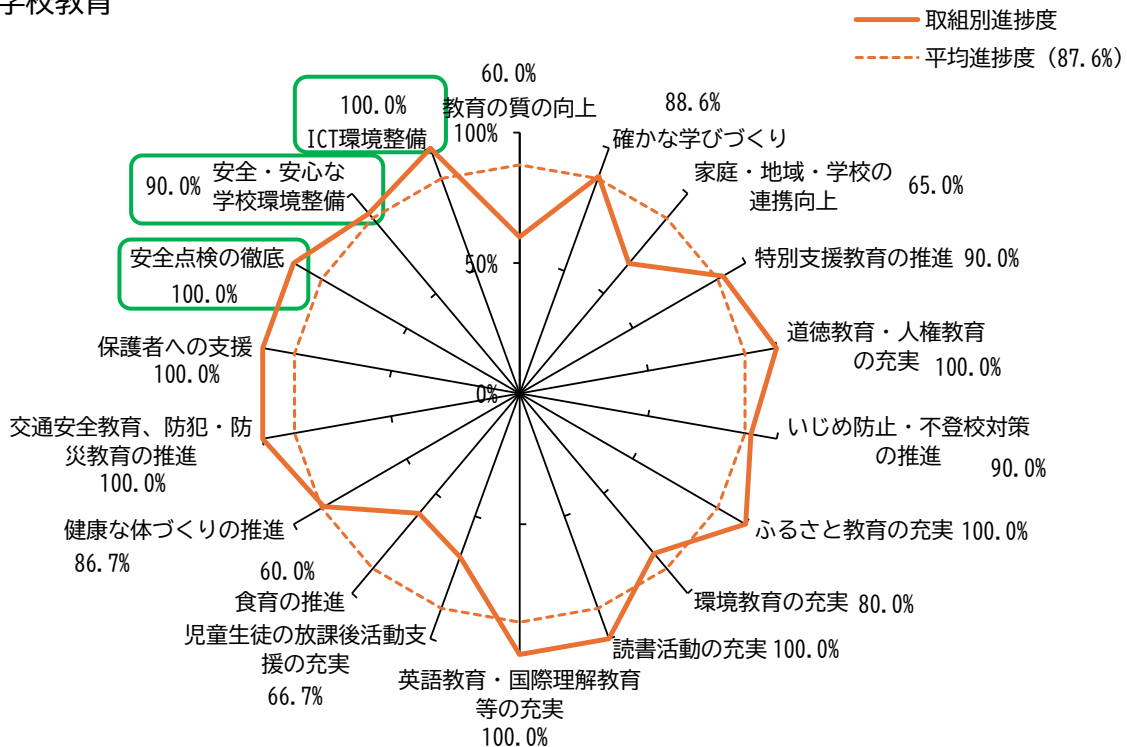 学校教育
取組別進捗度
平均進捗度 (87.6%)
60.0%
教育の質の向上
100%
50%
0%
88.6%
確かな学びづくり
家庭・地域・学校の
連携向上
65.0%
特別支援教育の推進 90.0%
道徳教育・人権教育
の充実 100.0%
いじめ防止・不登校対策
の推進
90.0%
ふるさと教育の充実 100.0%
環境教育の充実 80.0%
読書活動の充実 100.0%
英語教育・国際理解教育
等の充実
100.0%
児童生徒の放課後活動支
援の充実
66.7%
60.0%
食育の推進
健康な体づくりの推進
86.7%
交通安全教育、防犯・防
災教育の推進
100.0%
保護者への支援
100.0%
安全点検の徹底
100.0%
90.0% 安全・安心な
学校環境整備
100.0%
ICT環境整備